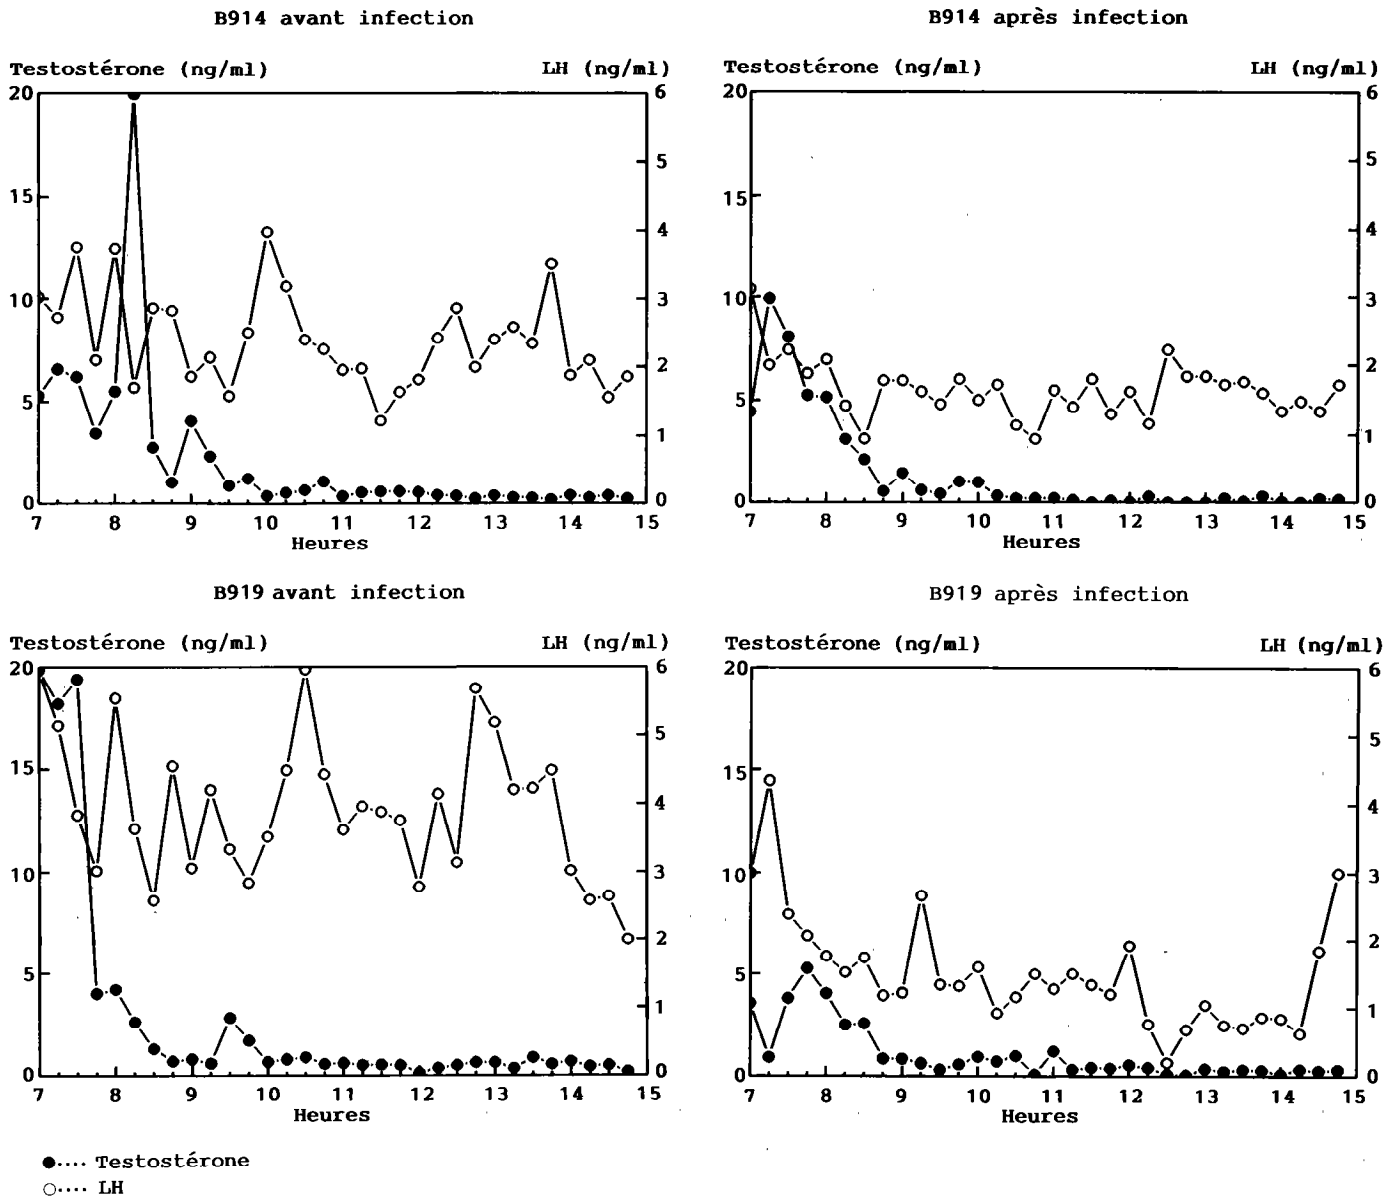 B914 avant infection
Testostérone (ng/ml) LH (ng/ml)
20 6
5
15
4
10 3
2
5
1
0 0
7 8 9 10 11 12 13 14 15
Heures
B914 après infection
Testostérone (ng/ml) LH (ng/ml)
20 6
5
15
4
10 3
2
5
1
0 0
7 8 9 10 11 12 13 14 15
Heures
B919 avant infection
Testostérone (ng/ml) LH (ng/ml)
20 6
5
15
4
10 3
2
5
1
0 0
7 8 9 10 11 12 13 14 15
Heures
B919 après infection
Testostérone (ng/ml) LH (ng/ml)
20 6
5
15
4
10 3
2
5
1
0 0
7 8 9 10 11 12 13 14 15
Heures
●···· Testostérone
○···· LH